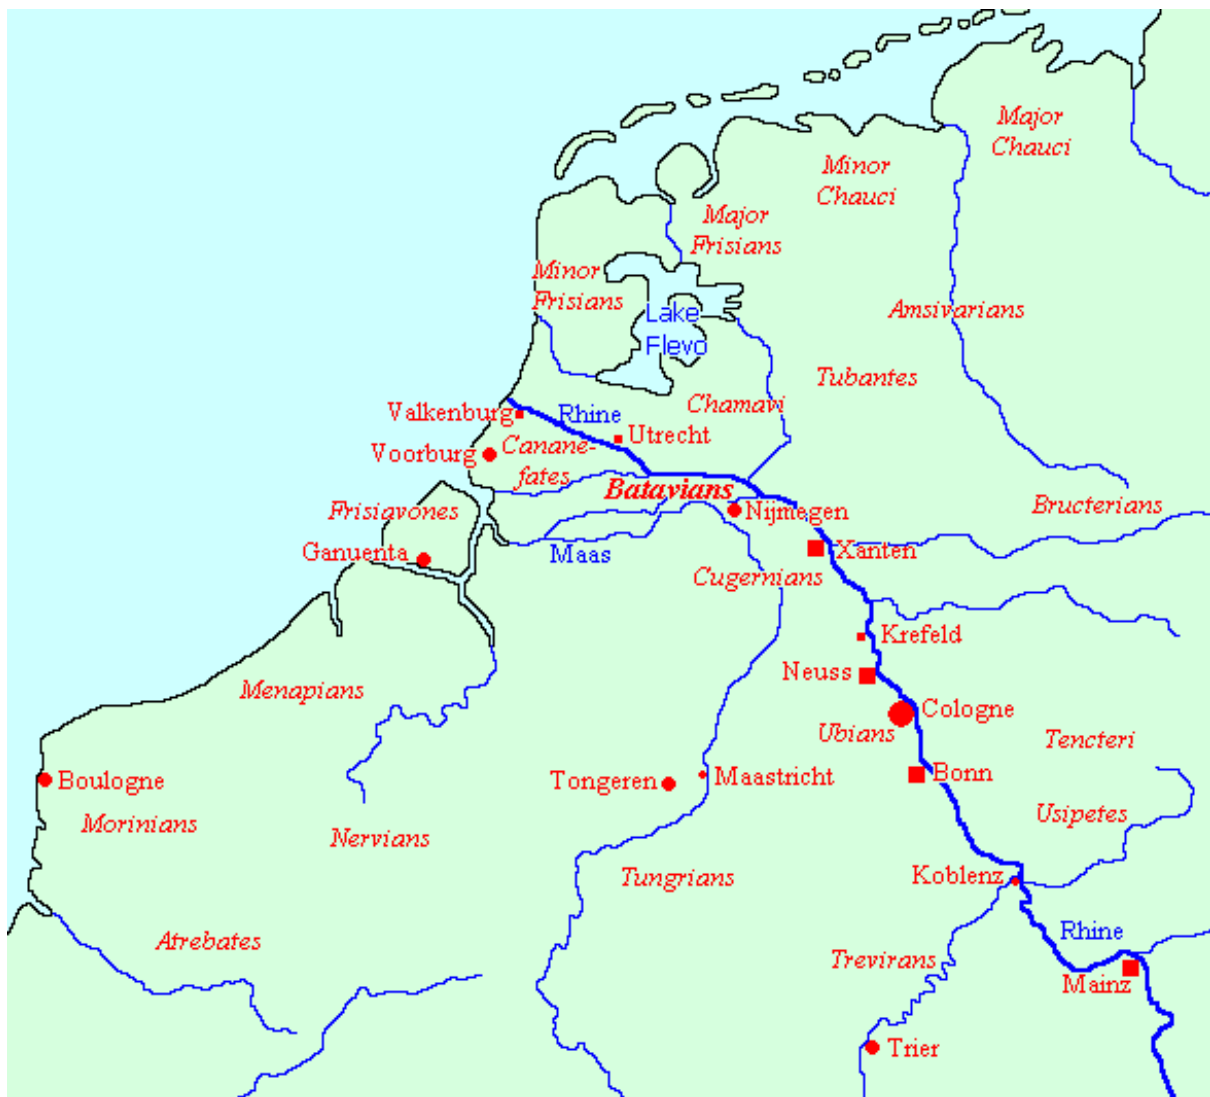 Major
Chauci
Minor
Chauci
Major
Frisians
Minor
Frisians
Lake
Flevo
Amsivarians
Tubantes
Chamavi
Valkenburg
Rhine
Utrecht
Voorburg
Canane-
fates
Batavians
Frisiavones
Nijmegen
Bructerians
Ganuenta
Maas
Xanten
Cugernians
Krefeld
Neuss
Menapians
Cologne
Ubians
Tencteri
Boulogne
Tongeren
Maastricht
Bonn
Morinians
Nervians
Usipetes
Tungrians
Koblenz
Atrebates
Rhine
Trevirans
Mainz
Trier